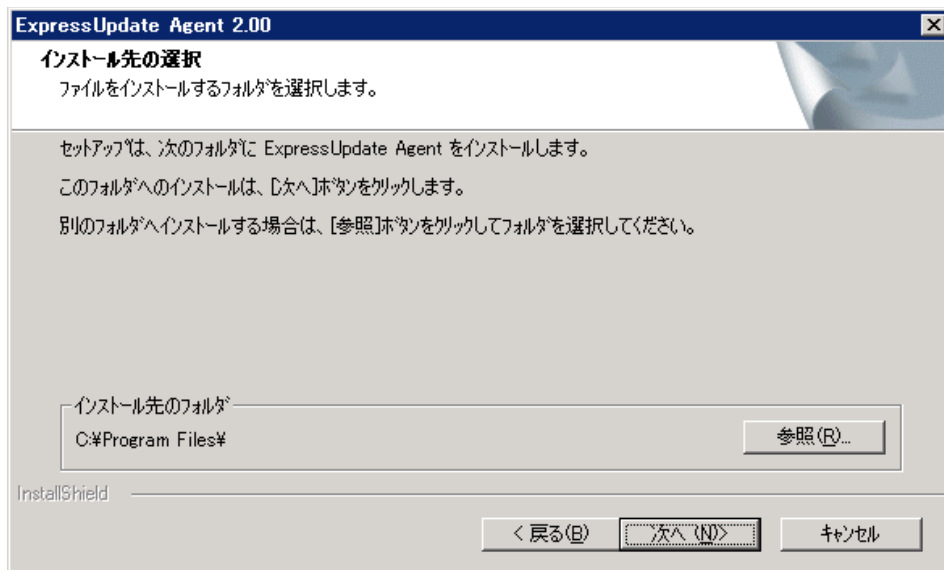 ExpressUpdate Agent 2.00
インストール先の選択
ファイルをインストールするフォルダを選択します。
セットアップは、次のフォルダに ExpressUpdate Agent をインストールします。
このフォルダへのインストールは、[次へ]ボタンをクリックします。
別のフォルダへインストールする場合は、[参照]ボタンをクリックしてフォルダを選択してください。
インストール先のフォルダ
C:¥Program Files¥
参照(R)...
InstallShield
< 戻る(B)
次へ (N)>
キャンセル